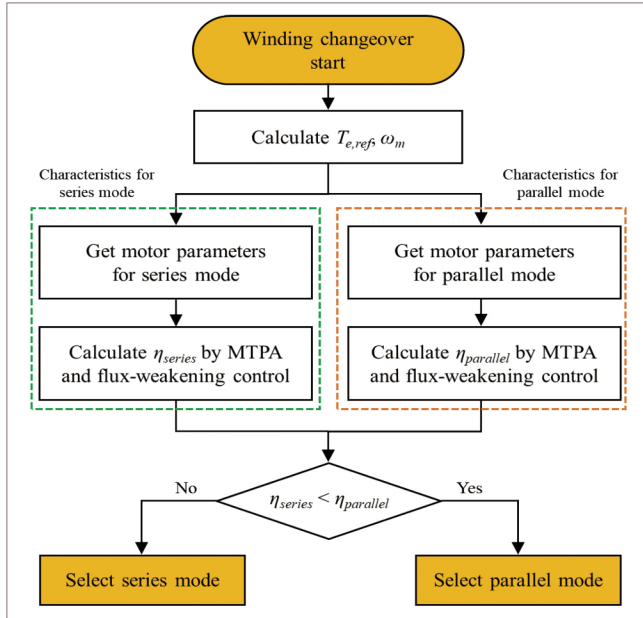 Winding changeover
start
Calculate Te,ref, ωm
Characteristics for
series mode
Characteristics for
parallel mode
Get motor parameters
for series mode
Get motor parameters
for parallel mode
Calculate ηseries by MTPA
and flux-weakening control
Calculate ηparallel by MTPA
and flux-weakening control
No
ηseries < ηparallel
Yes
Select series mode
Select parallel mode